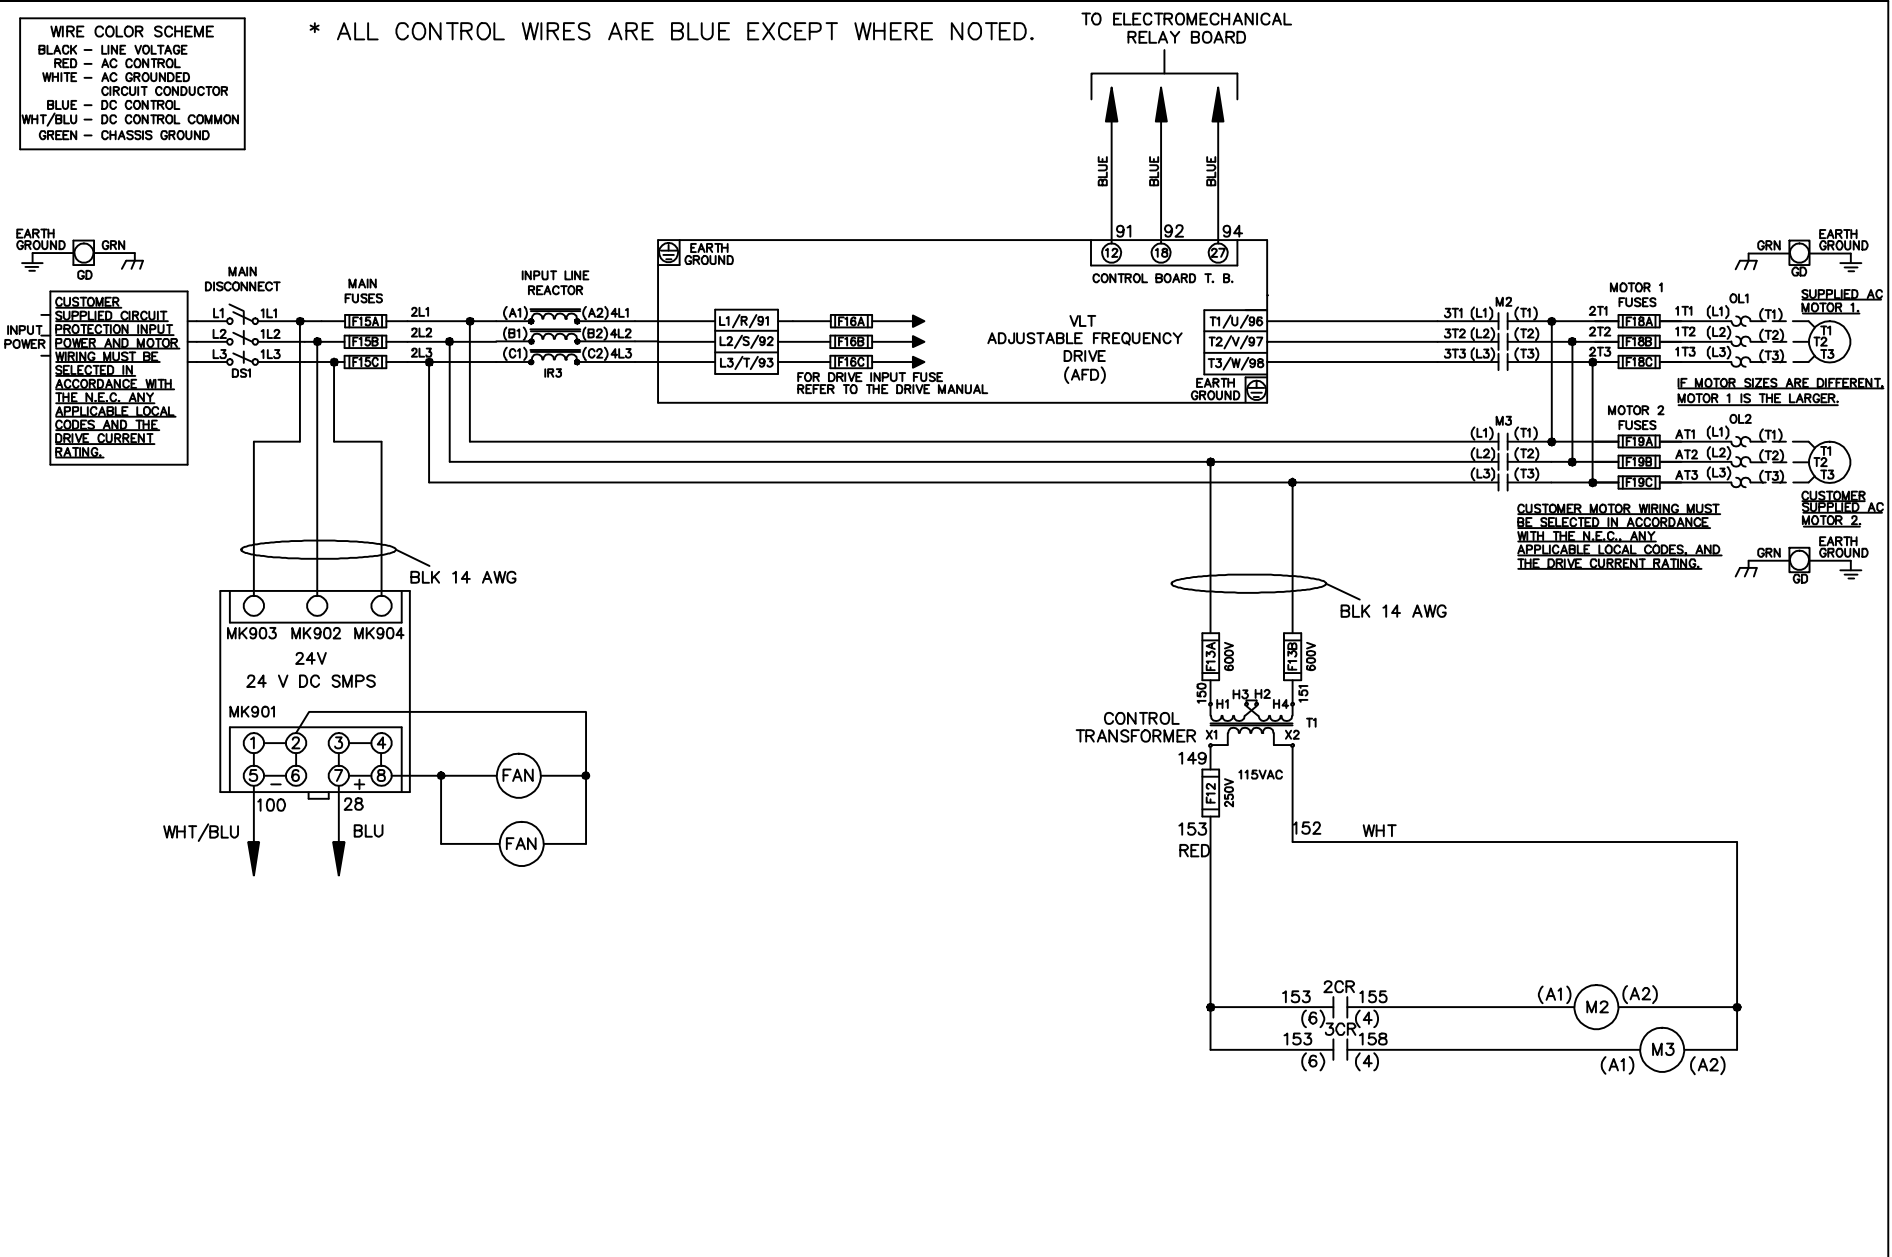 WIRE COLOR SCHEME
BLACK – LINE VOLTAGE
RED – AC CONTROL
WHITE – AC GROUNDED
CIRCUIT CONDUCTOR
BLUE – DC CONTROL
WHT/BLU – DC CONTROL COMMON
GREEN – CHASSIS GROUND
* ALL CONTROL WIRES ARE BLUE EXCEPT WHERE NOTED.
TO ELECTROMECHANICAL
RELAY BOARD
BLUE
BLUE
BLUE
91 92 94
12 18 27
CONTROL BOARD T. B.
EARTH
GROUND
GRN
GD
INPUT
POWER
CUSTOMER
SUPPLIED CIRCUIT
PROTECTION INPUT
POWER AND MOTOR
WIRING MUST BE
SELECTED IN
ACCORDANCE WITH
THE N.E.C. ANY
APPLICABLE LOCAL
CODES AND THE
DRIVE CURRENT
RATING.
MAIN
DISCONNECT
L1 1L1
L2 1L2
L3 1L3
DS1
MAIN
FUSES
F15A
F15B
F15C
2L1
2L2
2L3
INPUT LINE
REACTOR
(A1) (A2) 4L1
(B1) (B2) 4L2
(C1) (C2) 4L3
IR3
EARTH
GROUND
L1/R/91
L2/S/92
L3/T/93
F16A
F16B
F16C
FOR DRIVE INPUT FUSE
REFER TO THE DRIVE MANUAL
VLT
ADJUSTABLE FREQUENCY
DRIVE
(AFD)
T1/U/96
T2/V/97
T3/W/98
EARTH
GROUND
M2
3T1 (L1) (T1)
3T2 (L2) (T2)
3T3 (L3) (T3)
MOTOR 1
FUSES
2T1 F18A 1T1
2T2 F18B 1T2
2T3 F18C 1T3
OL1
(L1) (T1)
(L2) (T2)
(L3) (T3)
GRN
GD
EARTH
GROUND
SUPPLIED AC
MOTOR 1.
T1
T2
T3
IF MOTOR SIZES ARE DIFFERENT.
MOTOR 1 IS THE LARGER.
M3
(L1) (T1)
(L2) (T2)
(L3) (T3)
MOTOR 2
FUSES
F19A AT1
F19B AT2
F19C AT3
OL2
(L1) (T1)
(L2) (T2)
(L3) (T3)
T1
T2
T3
CUSTOMER
SUPPLIED AC
MOTOR 2.
CUSTOMER MOTOR WIRING MUST
BE SELECTED IN ACCORDANCE
WITH THE N.E.C., ANY
APPLICABLE LOCAL CODES, AND
THE DRIVE CURRENT RATING.
GRN
GD
EARTH
GROUND
BLK 14 AWG
MK903 MK902 MK904
24V
24 V DC SMPS
MK901
1 2 3 4
5 – 6 7 + 8
100 28
WHT/BLU
BLU
FAN
FAN
BLK 14 AWG
F13A
600V
F13B
600V
150
151
H1 H3 H2 H4
T1
CONTROL
TRANSFORMER
X1 X2
149
115VAC
F12
250V
153
RED
152 WHT
2CR
153 155
(6) (4)
(A1) M2 (A2)
3CR
153 158
(6) (4)
(A1) M3 (A2)